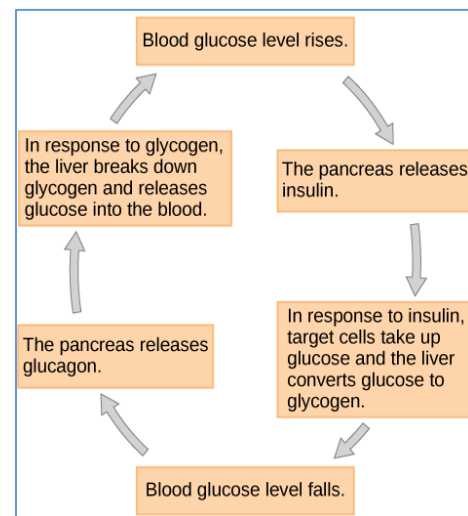 Blood glucose level rises.
The pancreas releases
insulin.
In response to insulin,
target cells take up
glucose and the liver
converts glucose to
glycogen.
Blood glucose level falls.
The pancreas releases
glucagon.
In response to glycogen,
the liver breaks down
glycogen and releases
glucose into the blood.